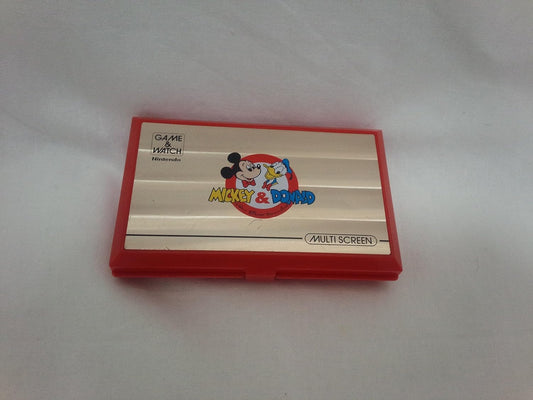 GAME
&
WATCH
Nintendo
MICKEY & DONALD
MULTI SCREEN